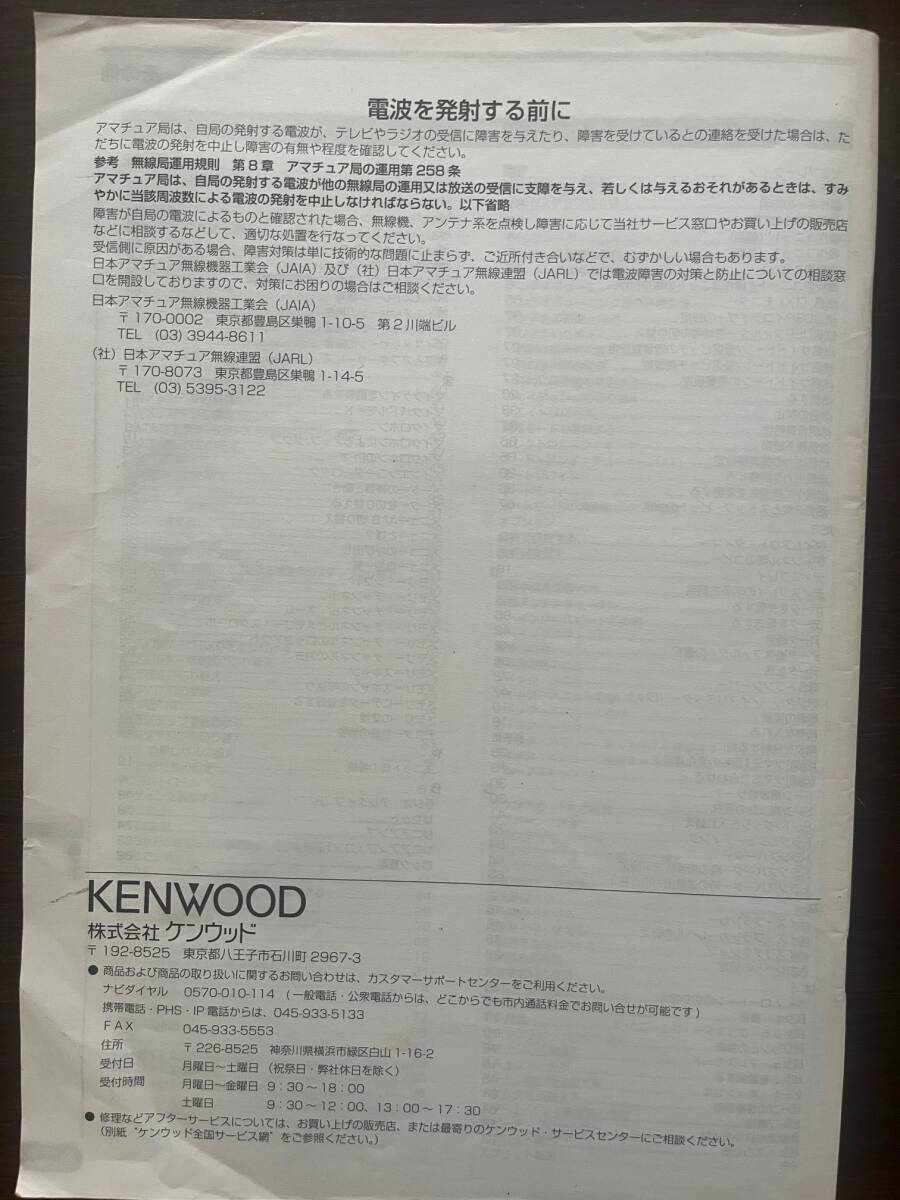 電波を発射する前に
アマチュア局は、自局の発射する電波が、テレビやラジオの受信に障害を与えたり、障害を受けているとの連絡を受けた場合は、た
だちに電波の発射を中止し障害の有無や程度を確認してください。
参考　無線局運用規則　第8章　アマチュア局の運用第258条
アマチュア局は、自局の発射する電波が他の無線局の運用又は放送の受信に支障を与え、若しくは与えるおそれがあるときは、すみ
やかに当該周波数による電波の発射を中止しなければならない。以下省略
障害が自局の電波によるものと確認された場合、無線機、アンテナ系を点検し障害に応じて当社サービス窓口やお買い上げの販売店
などに相談するなどして、適切な処置を行なってください。
受信側に原因がある場合、障害対策は単に技術的な問題に止まらず、ご近所付き合いなどで、むずかしい場合もあります。
日本アマチュア無線機器工業会（JAIA）及び（社）日本アマチュア無線連盟（JARL）では電波障害の対策と防止についての相談窓
口を開設しておりますので、対策にお困りの場合はご相談ください。
日本アマチュア無線機器工業会（JAIA）
〒170-0002　東京都豊島区巣鴨1-10-5　第2川端ビル
TEL　(03) 3944-8611
（社）日本アマチュア無線連盟（JARL）
〒170-8073　東京都豊島区巣鴨1-14-5
TEL　(03) 5395-3122
KENWOOD
株式会社 ケンウッド
〒192-8525　東京都八王子市石川町2967-3
● 商品および商品の取り扱いに関するお問い合わせは、カスタマーサポートセンターをご利用ください。
ナビダイヤル　0570-010-114　（一般電話・公衆電話からは、どこからでも市内通話料金でお問い合せが可能です）
携帯電話・PHS・IP電話からは、045-933-5133
FAX　045-933-5553
住所　〒226-8525　神奈川県横浜市緑区白山1-16-2
受付日　月曜日～土曜日（祝祭日・弊社休日を除く）
受付時間　月曜日～金曜日　9：30～18：00
土曜日　9：30～12：00、13：00～17：30
● 修理などアフターサービスについては、お買い上げの販売店、または最寄りのケンウッド・サービスセンターにご相談ください。
（別紙“ケンウッド全国サービス網”をご参照ください。）